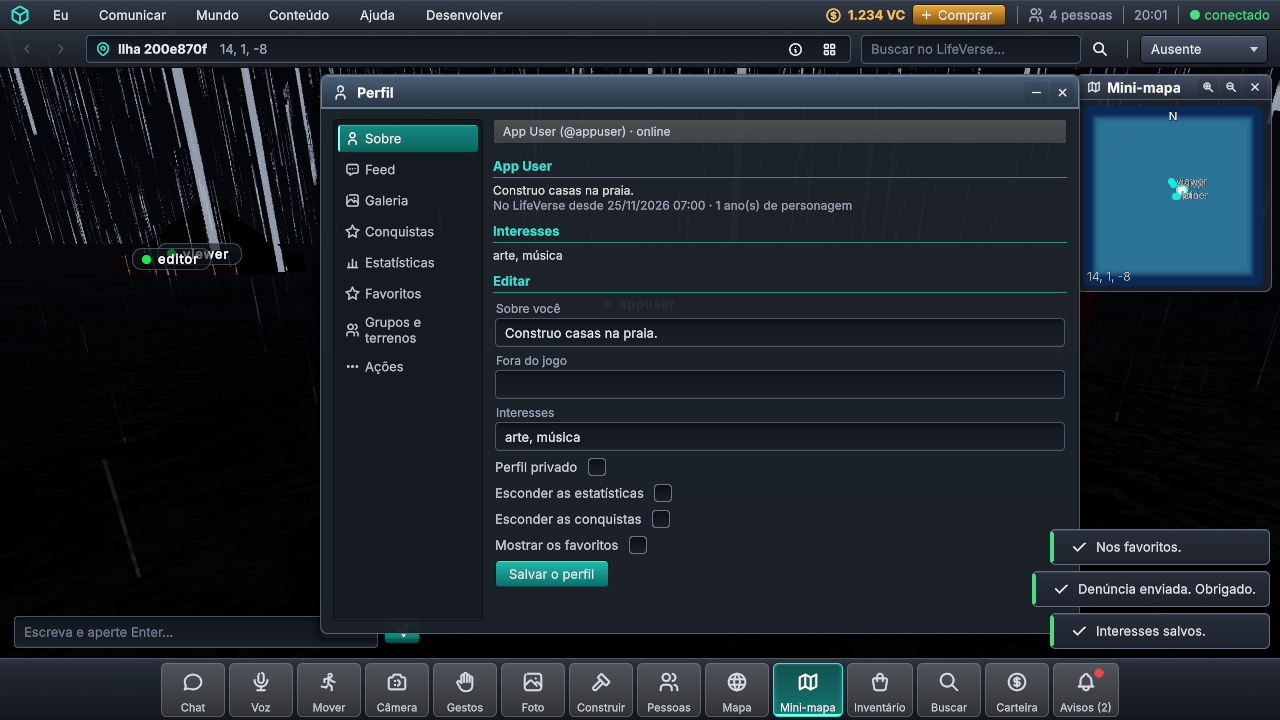 Eu
Comunicar
Mundo
Conteúdo
Ajuda
Desenvolver
1.234 VC
+ Comprar
4 pessoas
20:01
conectado
Ilha 200e870f
14, 1, -8
Buscar no LifeVerse...
Ausente
Perfil
Mini-mapa
N
14, 1, -8
viewer
editor
Sobre
Feed
Galeria
Conquistas
Estatísticas
Favoritos
Grupos e
terrenos
Ações
App User (@appuser) · online
App User
Construo casas na praia.
No LifeVerse desde 25/11/2026 07:00 · 1 ano(s) de personagem
Interesses
arte, música
Editar
appuser
Sobre você
Construo casas na praia.
Fora do jogo
Interesses
arte, música
Perfil privado
Esconder as estatísticas
Esconder as conquistas
Mostrar os favoritos
Salvar o perfil
Nos favoritos.
Denúncia enviada. Obrigado.
Interesses salvos.
Escreva e aperte Enter...
Chat
Voz
Mover
Câmera
Gestos
Foto
Construir
Pessoas
Mapa
Mini-mapa
Inventário
Buscar
Carteira
Avisos (2)